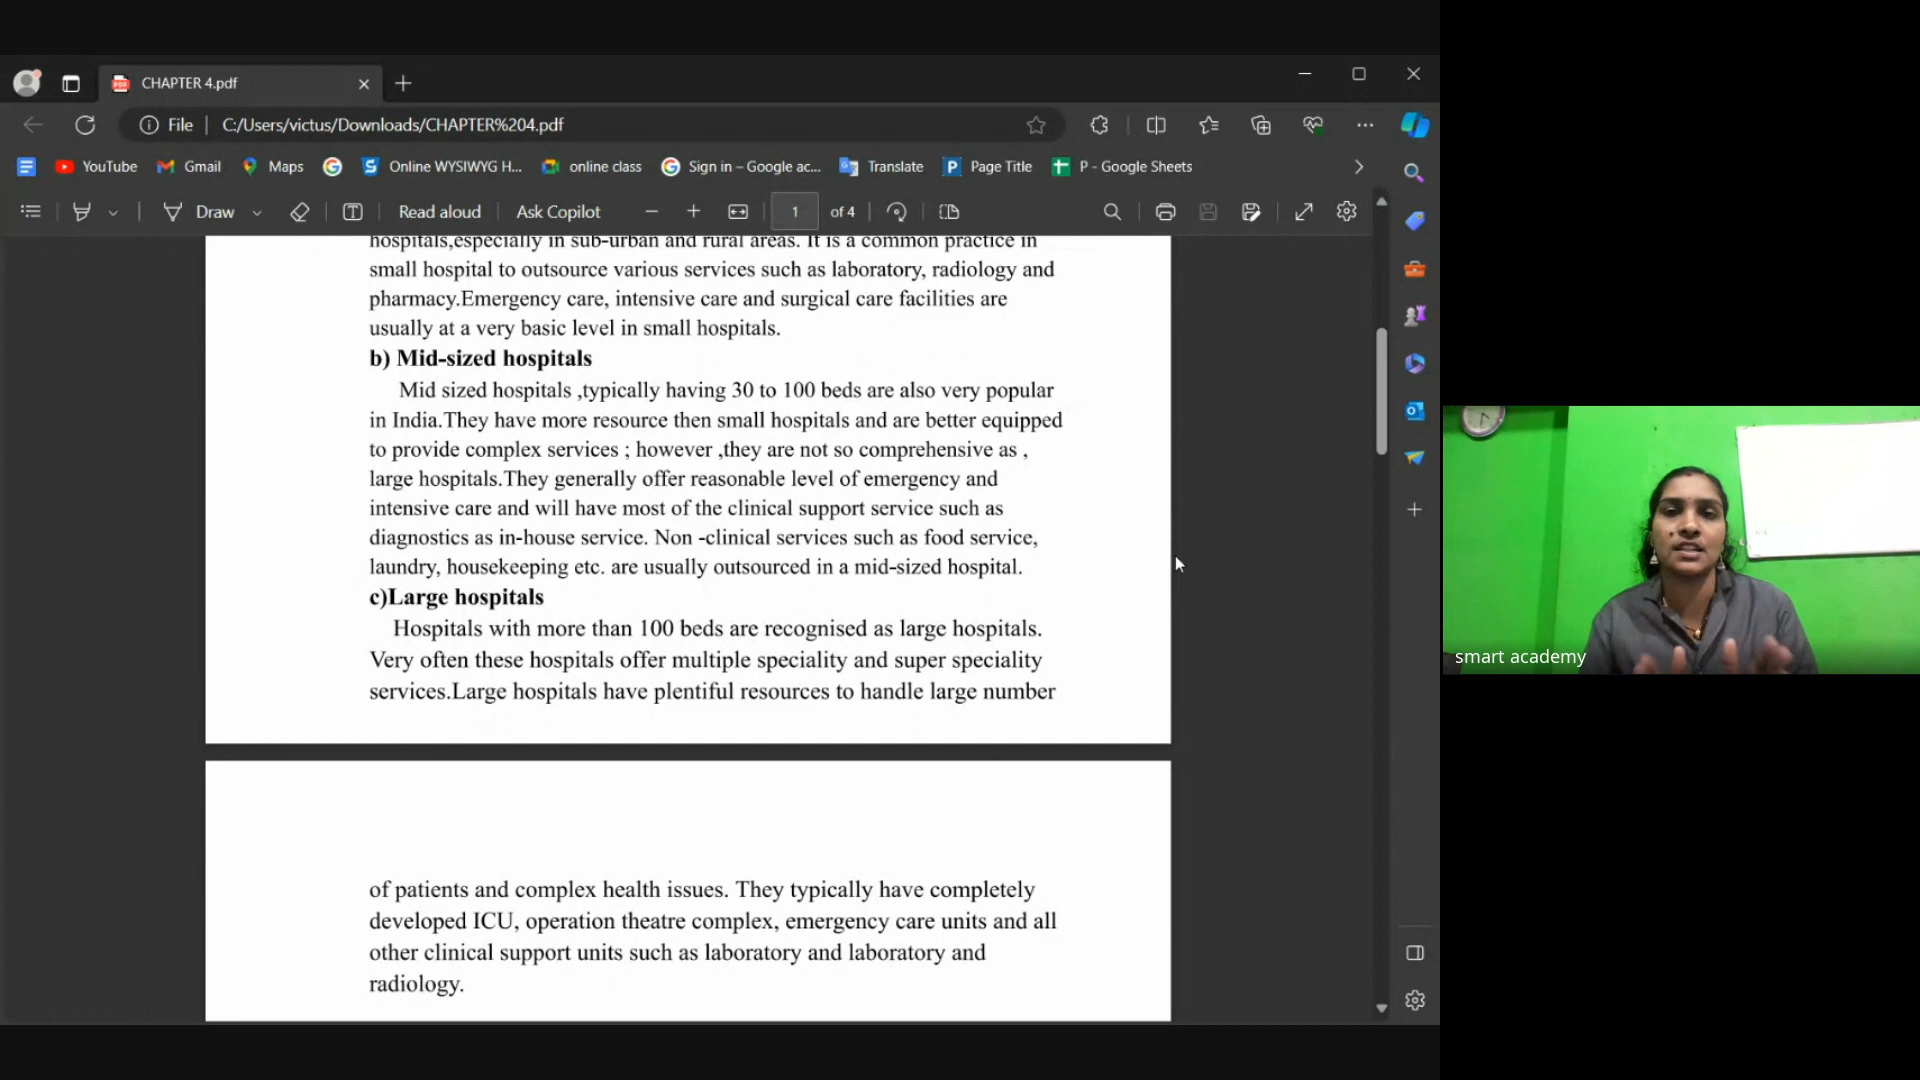 CHAPTER 4.pdf
File
C:/Users/victus/Downloads/CHAPTER%204.pdf
YouTube
Gmail
Maps
Online WYSIWYG H...
online class
Sign in – Google ac...
Translate
Page Title
P - Google Sheets
Draw
Read aloud
Ask Copilot
1 of 4
hospitals,especially in sub-urban and rural areas. It is a common practice in
small hospital to outsource various services such as laboratory, radiology and
pharmacy.Emergency care, intensive care and surgical care facilities are
usually at a very basic level in small hospitals.
b) Mid-sized hospitals
Mid sized hospitals ,typically having 30 to 100 beds are also very popular
in India.They have more resource then small hospitals and are better equipped
to provide complex services ; however ,they are not so comprehensive as ,
large hospitals.They generally offer reasonable level of emergency and
intensive care and will have most of the clinical support service such as
diagnostics as in-house service. Non -clinical services such as food service,
laundry, housekeeping etc. are usually outsourced in a mid-sized hospital.
c)Large hospitals
Hospitals with more than 100 beds are recognised as large hospitals.
Very often these hospitals offer multiple speciality and super speciality
services.Large hospitals have plentiful resources to handle large number
of patients and complex health issues. They typically have completely
developed ICU, operation theatre complex, emergency care units and all
other clinical support units such as laboratory and laboratory and
radiology.
smart academy